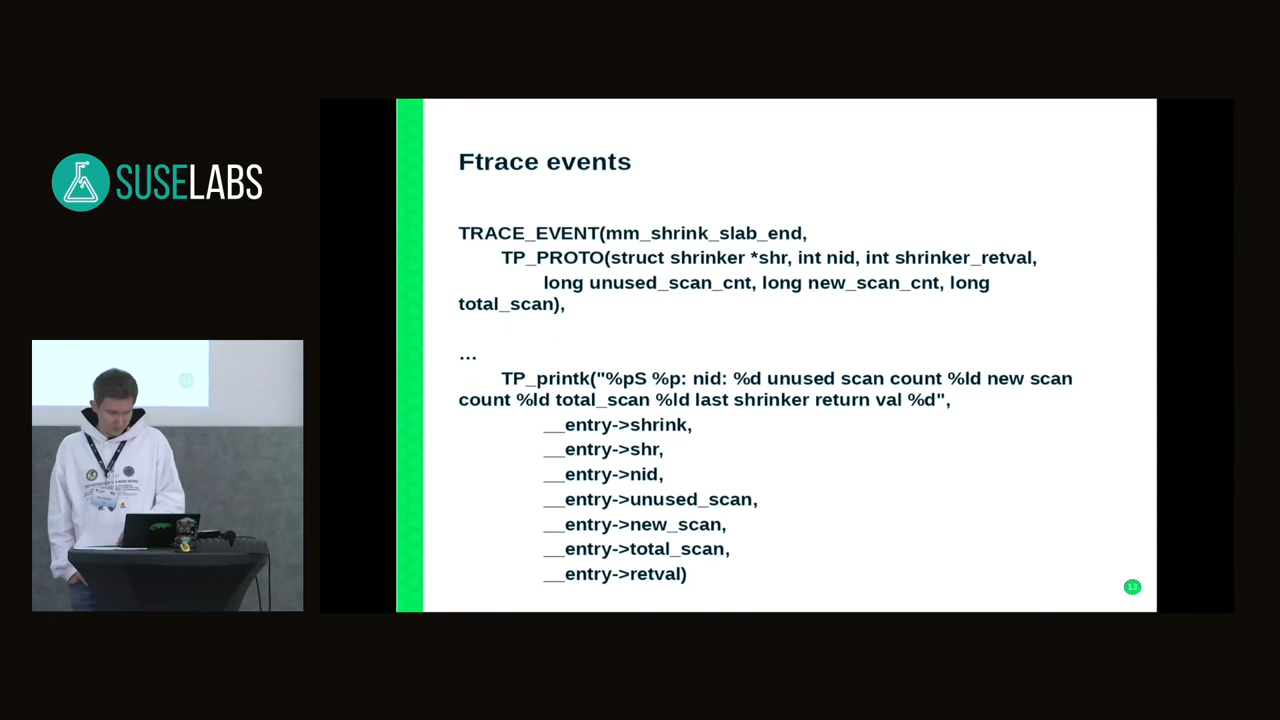 SUSELABS
Ftrace events
TRACE_EVENT(mm_shrink_slab_end,
TP_PROTO(struct shrinker *shr, int nid, int shrinker_retval,
long unused_scan_cnt, long new_scan_cnt, long
total_scan),
...
TP_printk("%pS %p: nid: %d unused scan count %ld new scan
count %ld total_scan %ld last shrinker return val %d",
__entry->shrink,
__entry->shr,
__entry->nid,
__entry->unused_scan,
__entry->new_scan,
__entry->total_scan,
__entry->retval)
13